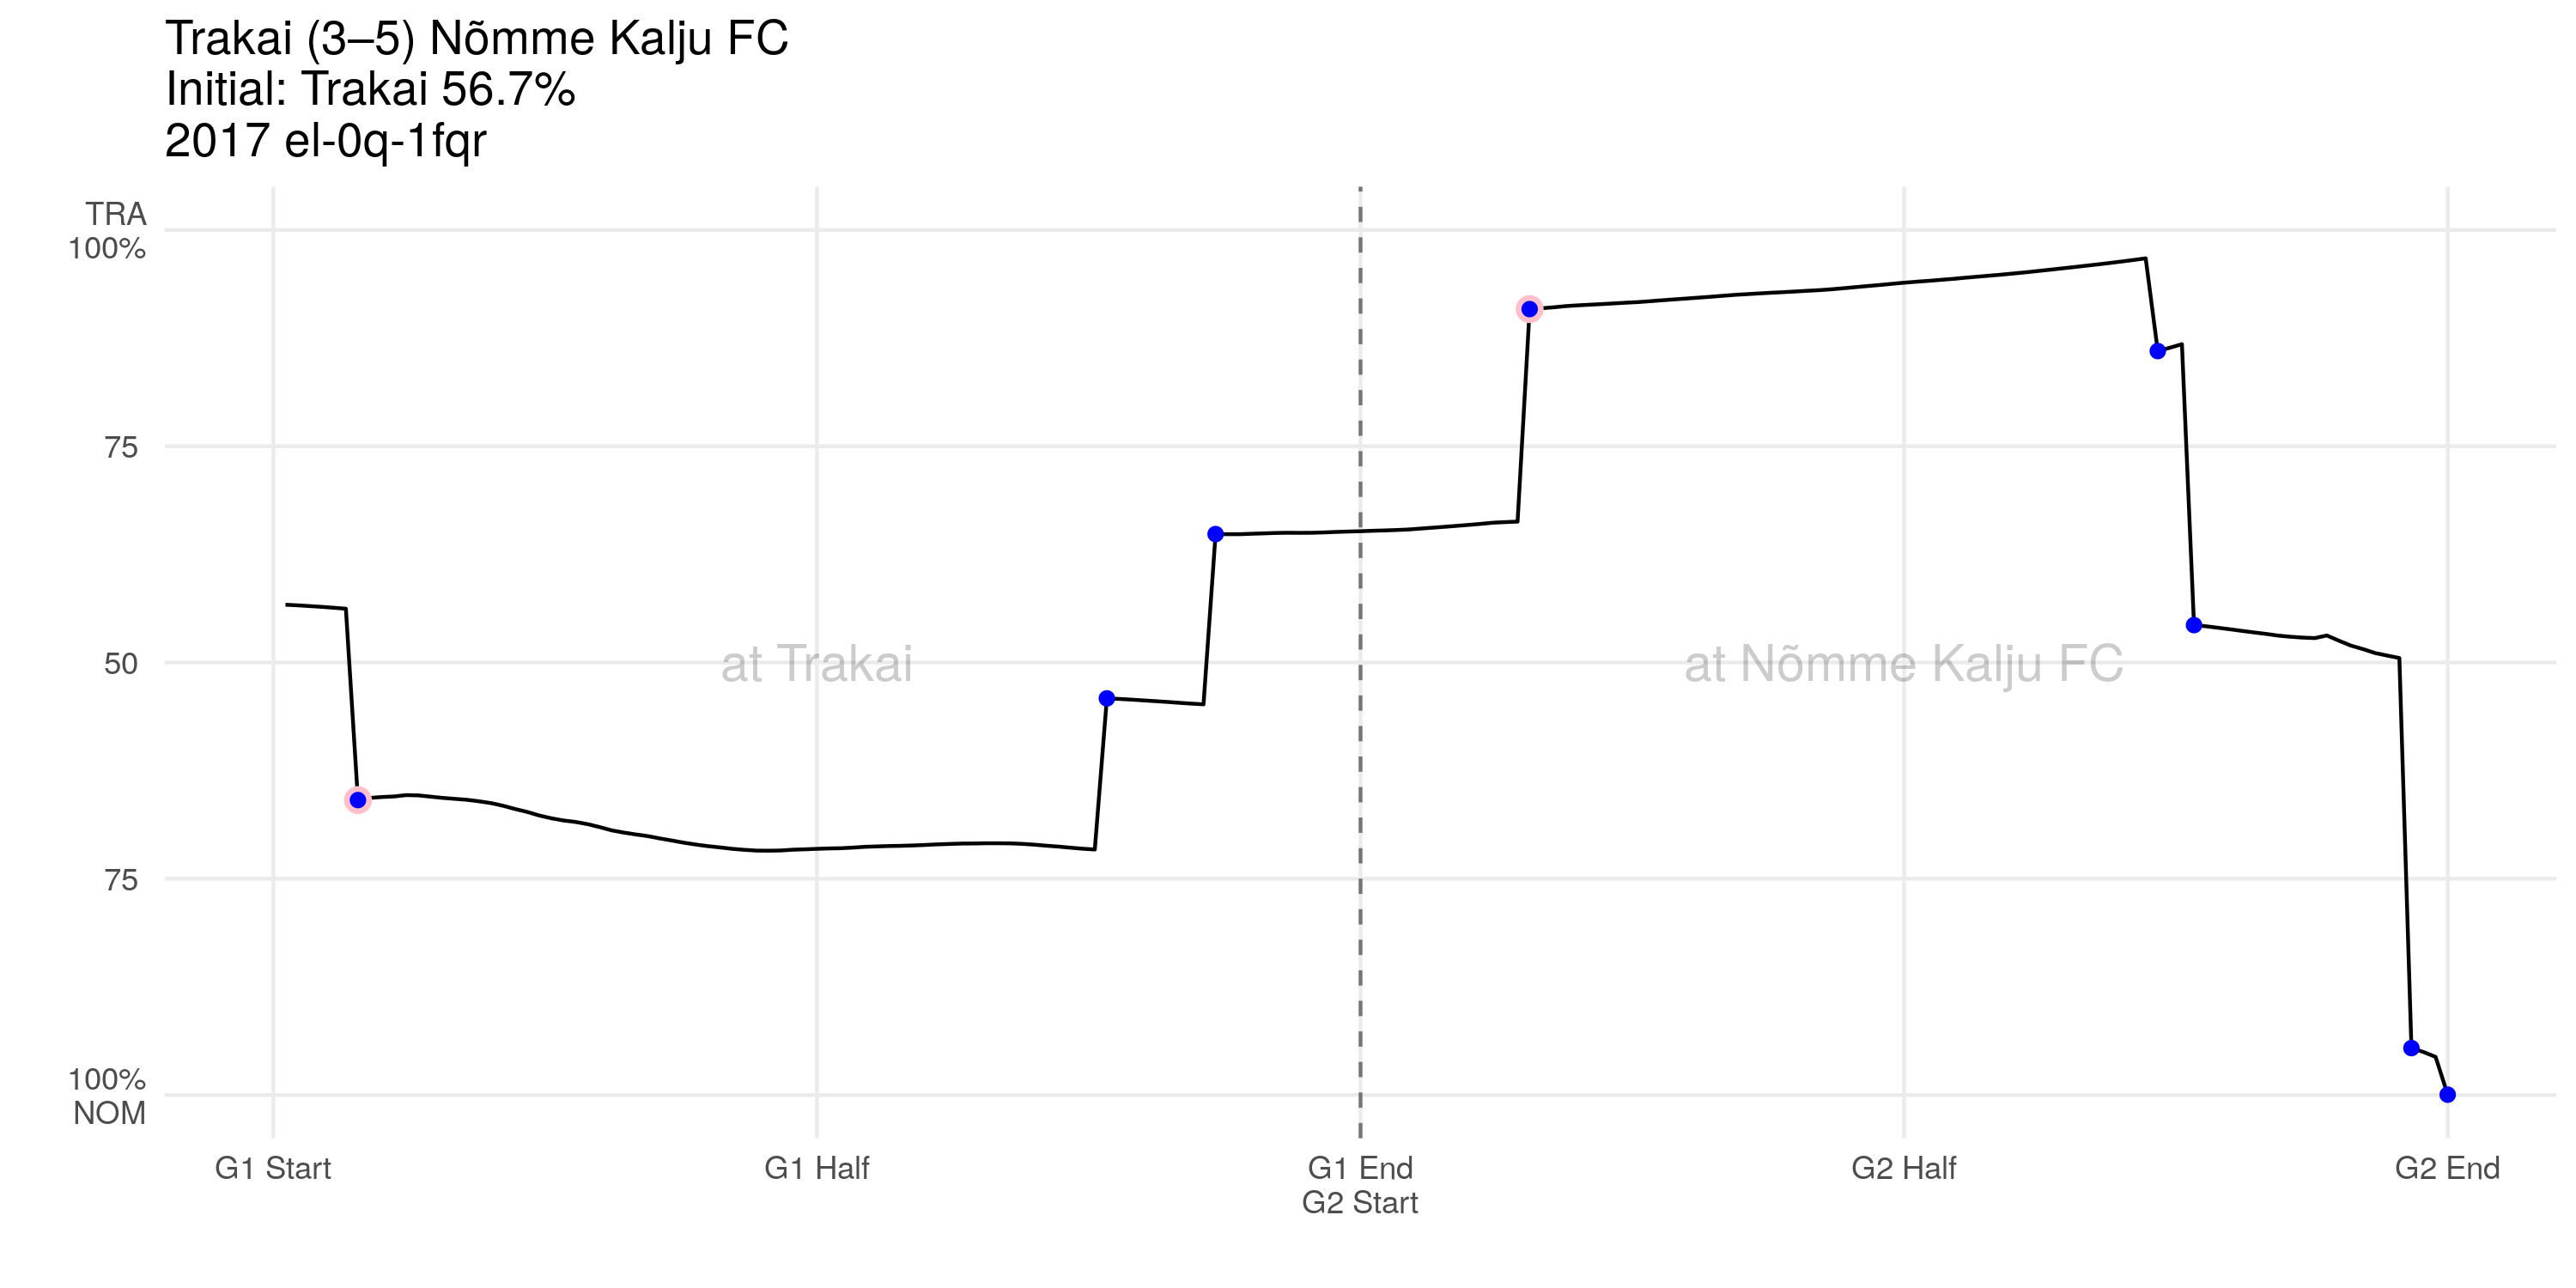 Trakai (3–5) Nõmme Kalju FC
Initial: Trakai 56.7%
2017 el-0q-1fqr
TRA
100%
75
50
75
100%
NOM
at Trakai
at Nõmme Kalju FC
G1 Start
G1 Half
G1 End
G2 Start
G2 Half
G2 End